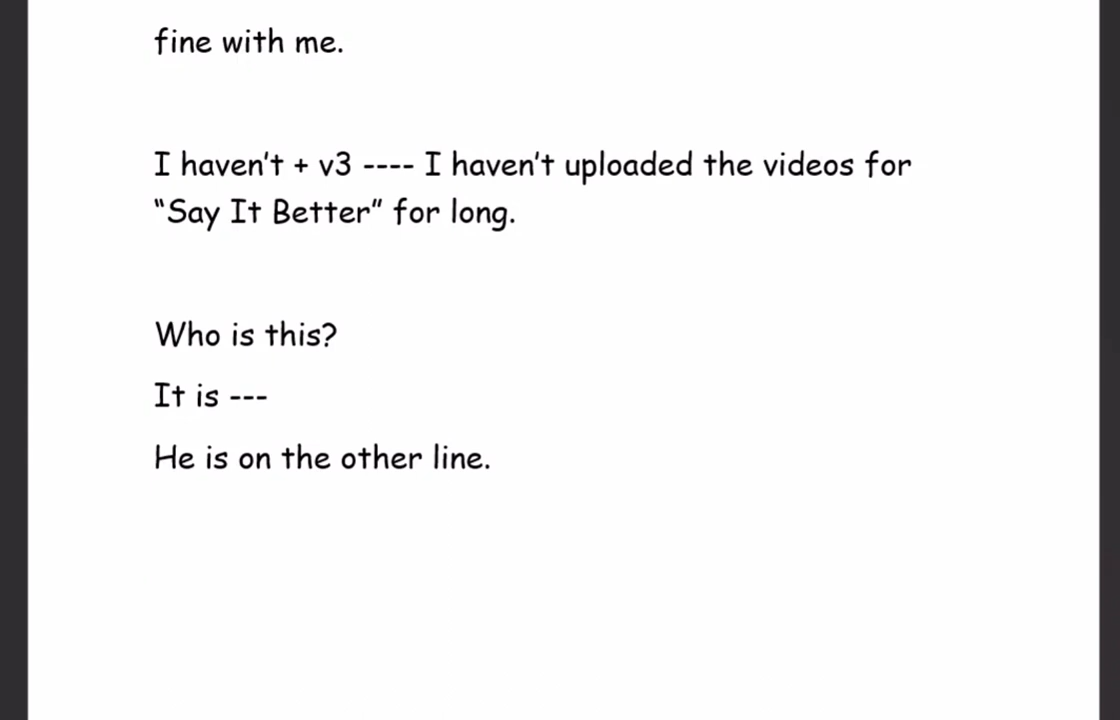 fine with me.
I haven't + v3 ---- I haven't uploaded the videos for
“Say It Better” for long.
Who is this?
It is ---
He is on the other line.